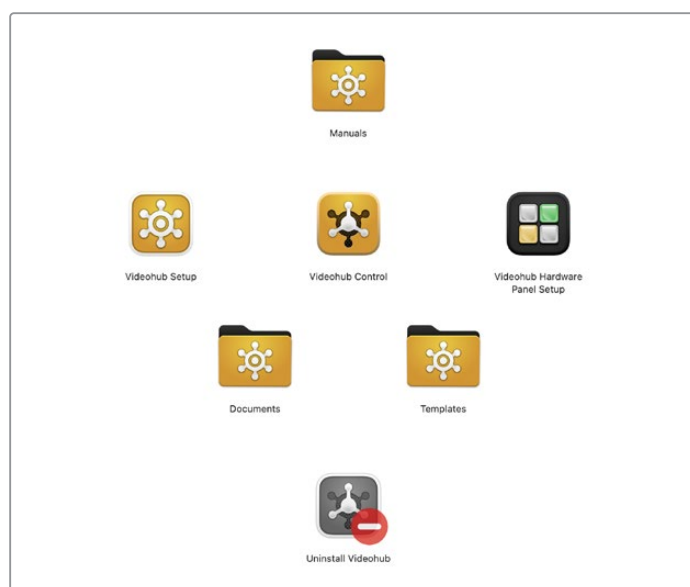 Manuals
Videohub Setup
Videohub Control
Videohub Hardware
Panel Setup
Documents
Templates
Uninstall Videohub